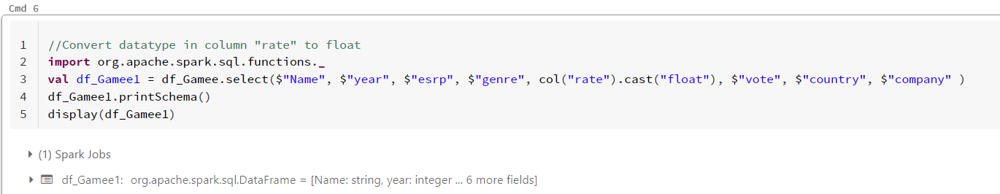 Cmd 6
1 //Convert datatype in column "rate" to float
2 import org.apache.spark.sql.functions._
3 val df_Gamee1 = df_Gamee.select($"Name", $"year", $"esrp", $"genre", col("rate").cast("float"), $"vote", $"country", $"company" )
4 df_Gamee1.printSchema()
5 display(df_Gamee1)
(1) Spark Jobs
df_Gamee1: org.apache.spark.sql.DataFrame = [Name: string, year: integer ... 6 more fields]